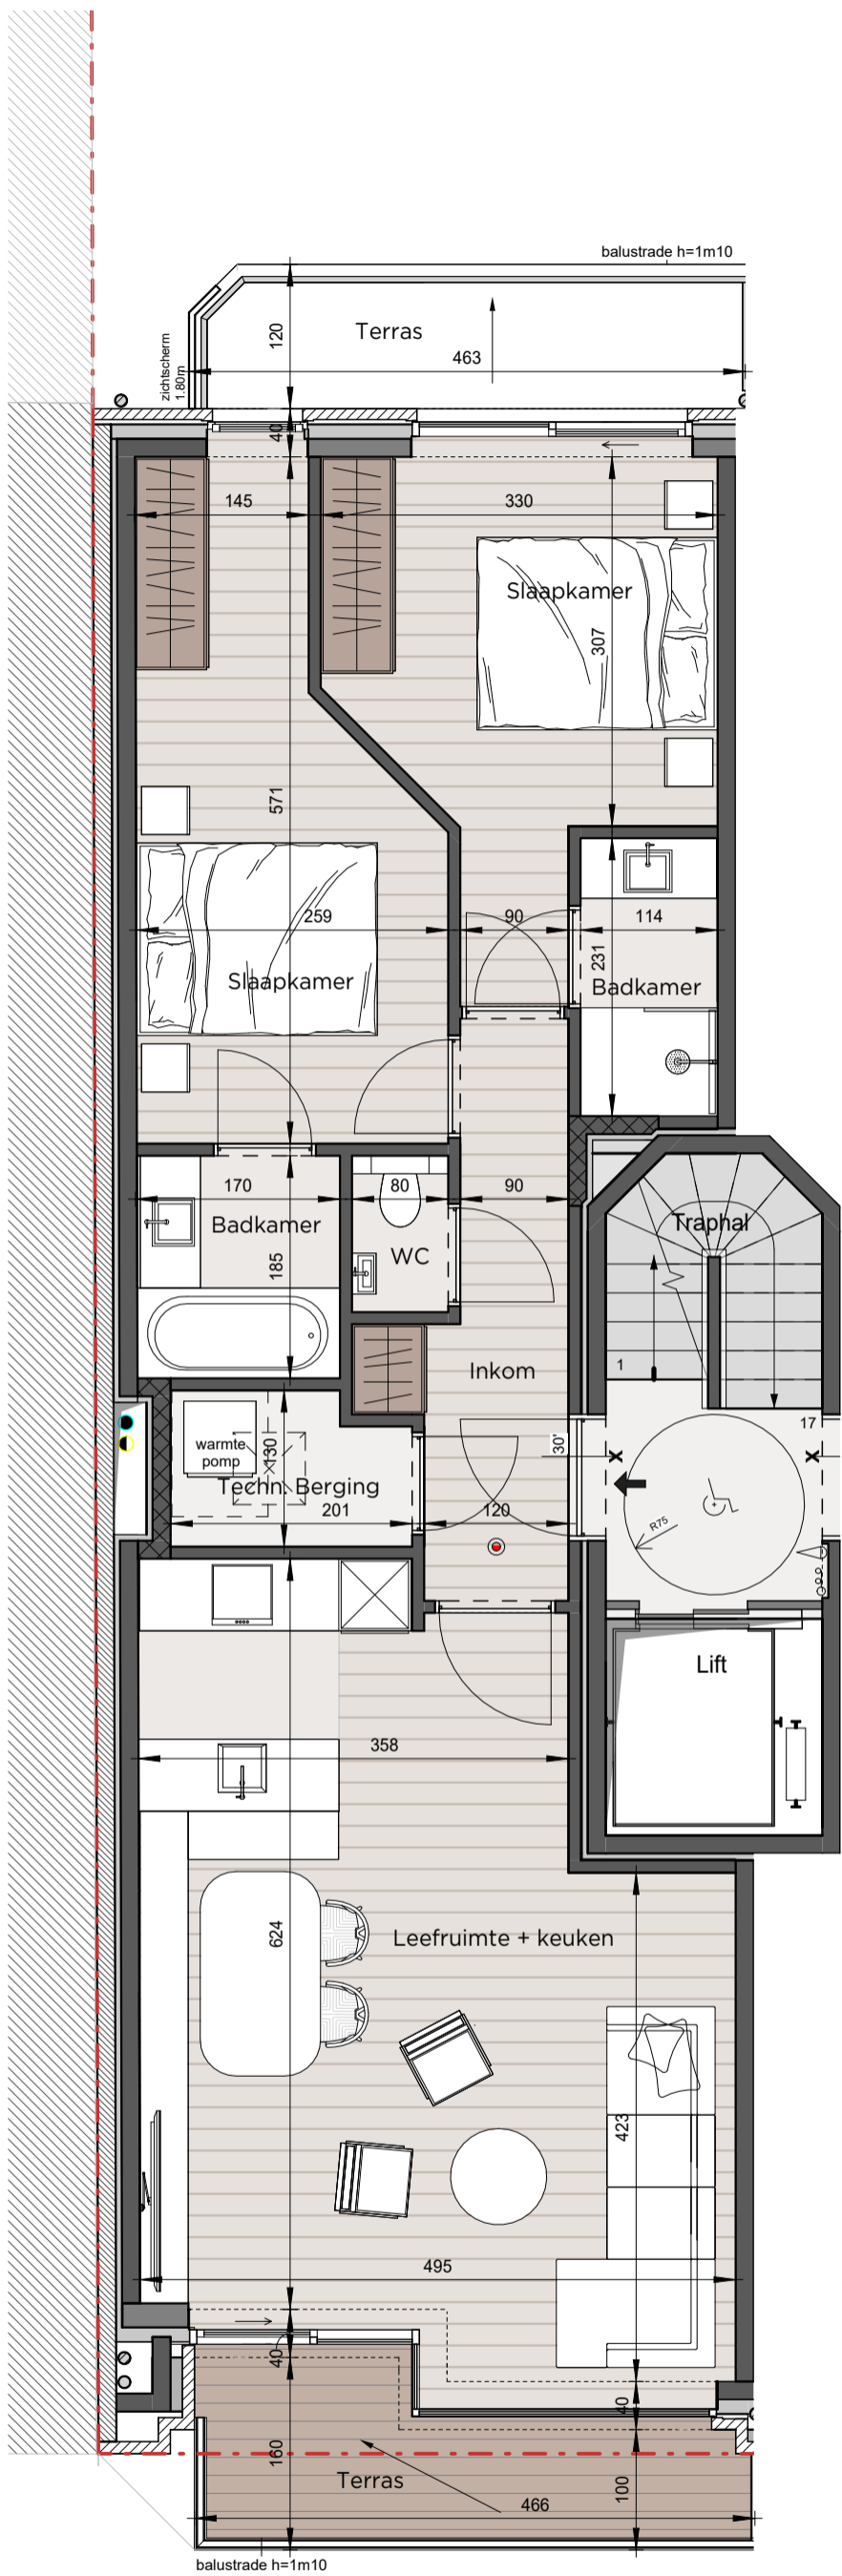 balustrade h=1m10
120
Terras
463
zichtscherm
1.80m
40
145
330
Slaapkamer
307
571
259
90
114
231
Slaapkamer
Badkamer
170
80
90
Badkamer
Traphal
WC
185
1
Inkom
17
30'
warmte
pomp
130
Techn. Berging
201
120
R75
Lift
358
624
Leefruimte + keuken
423
495
40
40
160
Terras
100
466
balustrade h=1m10